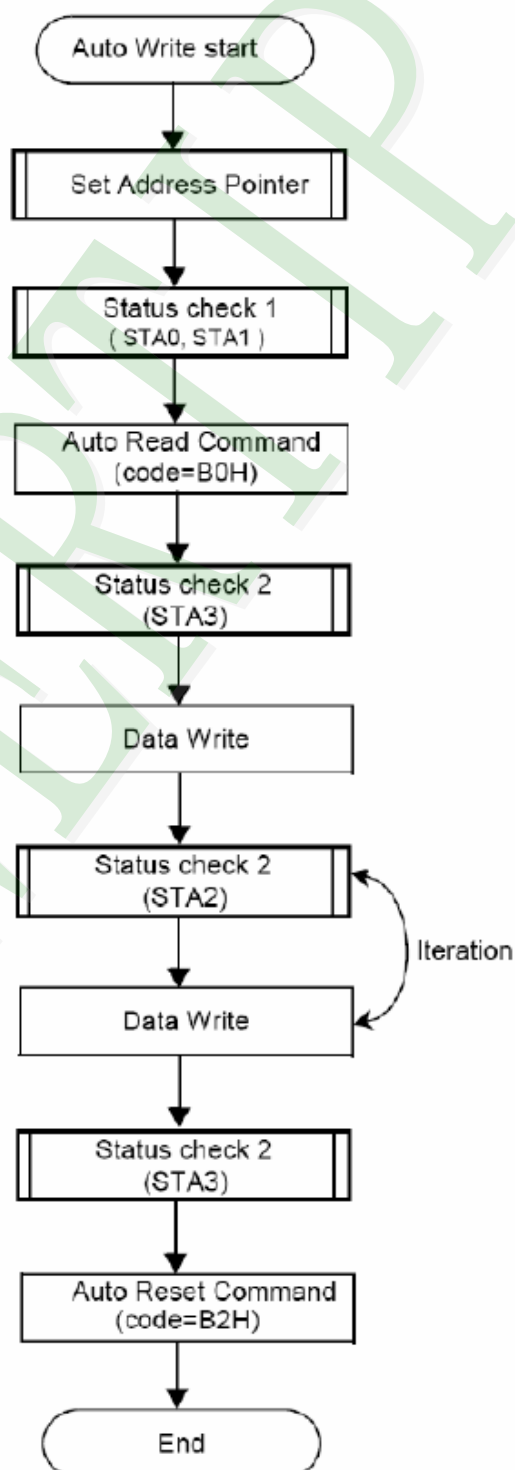 Auto Write start
Set Address Pointer
Status check 1
( STA0, STA1 )
Auto Read Command
(code=B0H)
Status check 2
(STA3)
Data Write
Status check 2
(STA2)
Iteration
Data Write
Status check 2
(STA3)
Auto Reset Command
(code=B2H)
End